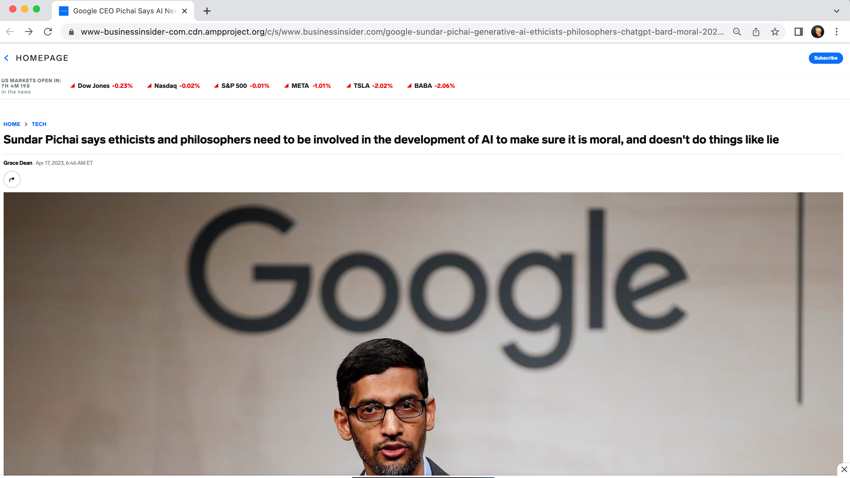 Google CEO Pichai Says AI Nee
www-businessinsider-com.cdn.ampproject.org/c/s/www.businessinsider.com/google-sundar-pichai-generative-ai-ethicists-philosophers-chatgpt-bard-moral-202...
HOMEPAGE
Subscribe
US MARKETS OPEN IN:
7H 4M 19S
In the news
Dow Jones -0.23%
Nasdaq -0.02%
S&P 500 -0.01%
META -1.01%
TSLA -2.02%
BABA -2.06%
HOME > TECH
Sundar Pichai says ethicists and philosophers need to be involved in the development of AI to make sure it is moral, and doesn't do things like lie
Grace Dean Apr 17, 2023, 6:46 AM ET
Google